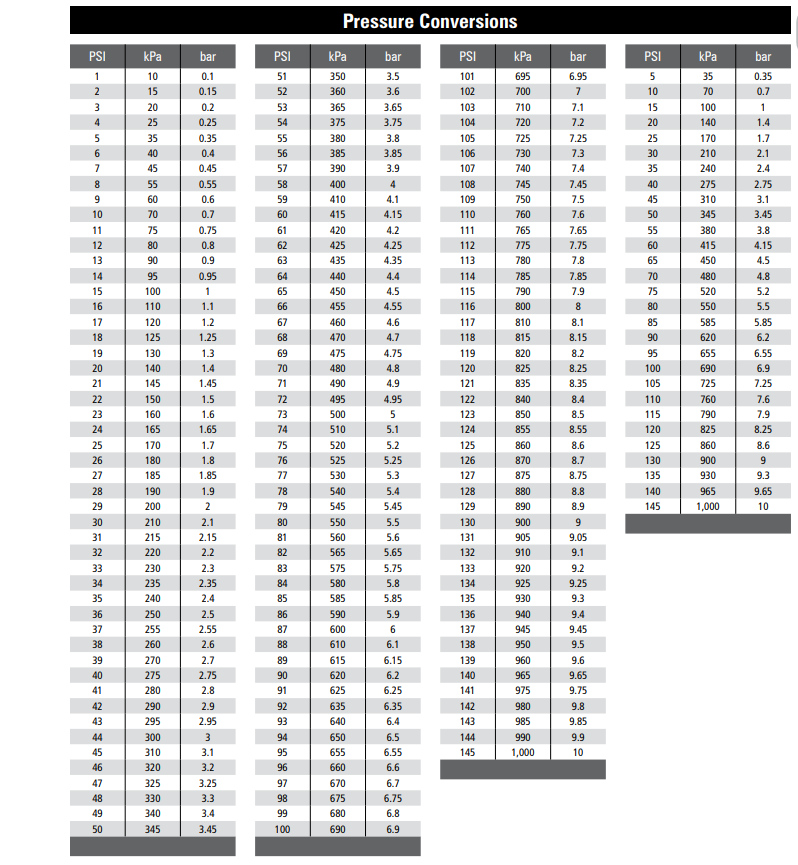 Pressure Conversions
PSI kPa bar
1 10 0.1
2 15 0.15
3 20 0.2
4 25 0.25
5 35 0.35
6 40 0.4
7 45 0.45
8 55 0.55
9 60 0.6
10 70 0.7
11 75 0.75
12 80 0.8
13 90 0.9
14 95 0.95
15 100 1
16 110 1.1
17 120 1.2
18 125 1.25
19 130 1.3
20 140 1.4
21 145 1.45
22 150 1.5
23 160 1.6
24 165 1.65
25 170 1.7
26 180 1.8
27 185 1.85
28 190 1.9
29 200 2
30 210 2.1
31 215 2.15
32 220 2.2
33 230 2.3
34 235 2.35
35 240 2.4
36 250 2.5
37 255 2.55
38 260 2.6
39 270 2.7
40 275 2.75
41 280 2.8
42 290 2.9
43 295 2.95
44 300 3
45 310 3.1
46 320 3.2
47 325 3.25
48 330 3.3
49 340 3.4
50 345 3.45
PSI kPa bar
51 350 3.5
52 360 3.6
53 365 3.65
54 375 3.75
55 380 3.8
56 385 3.85
57 390 3.9
58 400 4
59 410 4.1
60 415 4.15
61 420 4.2
62 425 4.25
63 435 4.35
64 440 4.4
65 450 4.5
66 455 4.55
67 460 4.6
68 470 4.7
69 475 4.75
70 480 4.8
71 490 4.9
72 495 4.95
73 500 5
74 510 5.1
75 520 5.2
76 525 5.25
77 530 5.3
78 540 5.4
79 545 5.45
80 550 5.5
81 560 5.6
82 565 5.65
83 575 5.75
84 580 5.8
85 585 5.85
86 590 5.9
87 600 6
88 610 6.1
89 615 6.15
90 620 6.2
91 625 6.25
92 635 6.35
93 640 6.4
94 650 6.5
95 655 6.55
96 660 6.6
97 670 6.7
98 675 6.75
99 680 6.8
100 690 6.9
PSI kPa bar
101 695 6.95
102 700 7
103 710 7.1
104 720 7.2
105 725 7.25
106 730 7.3
107 740 7.4
108 745 7.45
109 750 7.5
110 760 7.6
111 765 7.65
112 775 7.75
113 780 7.8
114 785 7.85
115 790 7.9
116 800 8
117 810 8.1
118 815 8.15
119 820 8.2
120 825 8.25
121 835 8.35
122 840 8.4
123 850 8.5
124 855 8.55
125 860 8.6
126 870 8.7
127 875 8.75
128 880 8.8
129 890 8.9
130 900 9
131 905 9.05
132 910 9.1
133 920 9.2
134 925 9.25
135 930 9.3
136 940 9.4
137 945 9.45
138 950 9.5
139 960 9.6
140 965 9.65
141 975 9.75
142 980 9.8
143 985 9.85
144 990 9.9
145 1,000 10
PSI kPa bar
5 35 0.35
10 70 0.7
15 100 1
20 140 1.4
25 170 1.7
30 210 2.1
35 240 2.4
40 275 2.75
45 310 3.1
50 345 3.45
55 380 3.8
60 415 4.15
65 450 4.5
70 480 4.8
75 520 5.2
80 550 5.5
85 585 5.85
90 620 6.2
95 655 6.55
100 690 6.9
105 725 7.25
110 760 7.6
115 790 7.9
120 825 8.25
125 860 8.6
130 900 9
135 930 9.3
140 965 9.65
145 1,000 10